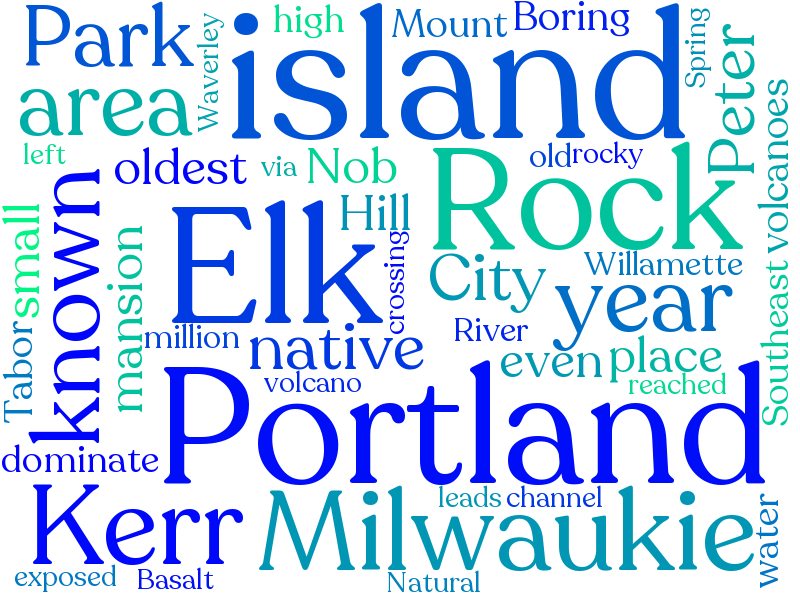 Park
Waverley
island
high
Mount
Boring
Spring
Peter
area
left
oldest
via
Nob
Hill
Rock
old
rocky
volcanoes
known
small
mansion
Elk
crossing
City
Willamette
year
Southeast
Tabor
million
native
River
even
place
volcano
reached
Portland
dominate
Kerr
Milwaukie
leads
channel
water
exposed
Basalt
Natural